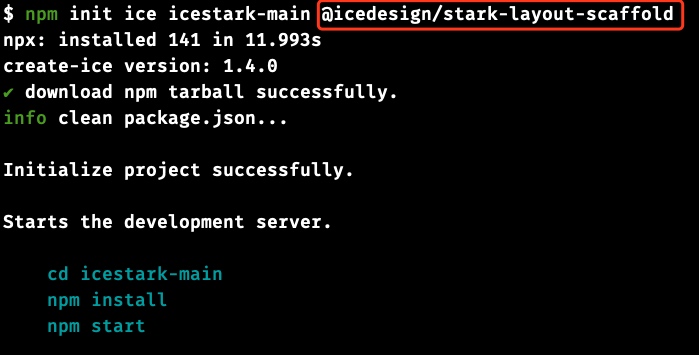 $ npm init ice icestark-main @icedesign/stark-layout-scaffold
npx: installed 141 in 11.993s
create-ice version: 1.4.0
✔ download npm tarball successfully.
info clean package.json...
Initialize project successfully.
Starts the development server.
cd icestark-main
npm install
npm start